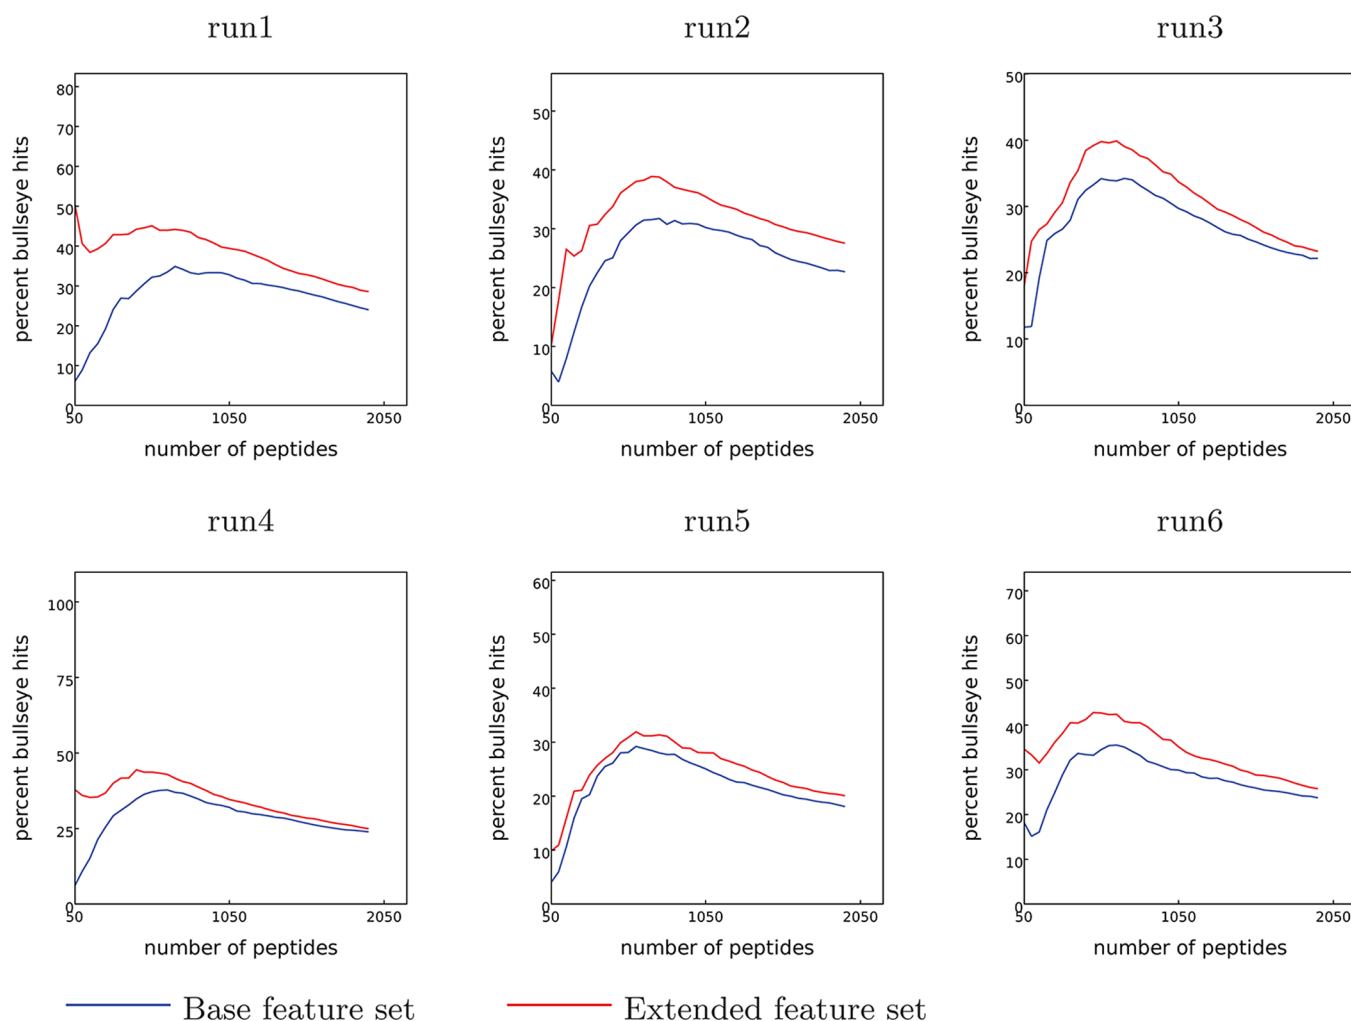 run1
run2
run3
80
70
60
50
40
30
20
10
0
50
1050
2050
percent bullseye hits
number of peptides
50
40
30
20
10
0
50
1050
2050
percent bullseye hits
number of peptides
50
40
30
20
10
0
50
1050
2050
percent bullseye hits
number of peptides
run4
run5
run6
100
75
50
25
0
50
1050
2050
percent bullseye hits
number of peptides
60
50
40
30
20
10
0
50
1050
2050
percent bullseye hits
number of peptides
70
60
50
40
30
20
10
0
50
1050
2050
percent bullseye hits
number of peptides
Base feature set
Extended feature set